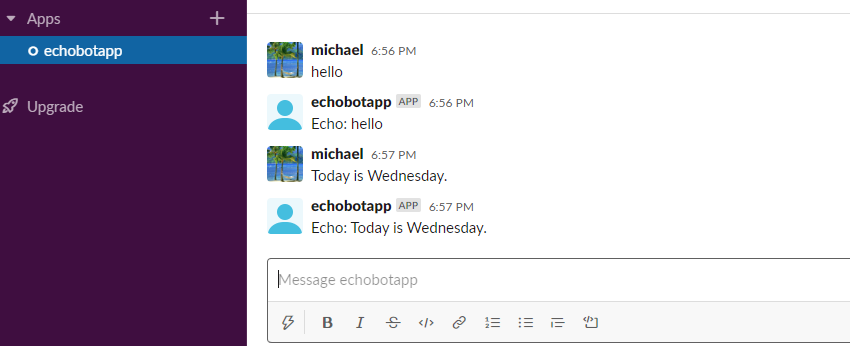 Apps
echobotapp
Upgrade
michael 6:56 PM
hello
echobotapp APP 6:56 PM
Echo: hello
michael 6:57 PM
Today is Wednesday.
echobotapp APP 6:57 PM
Echo: Today is Wednesday.
Message echobotapp
B I S